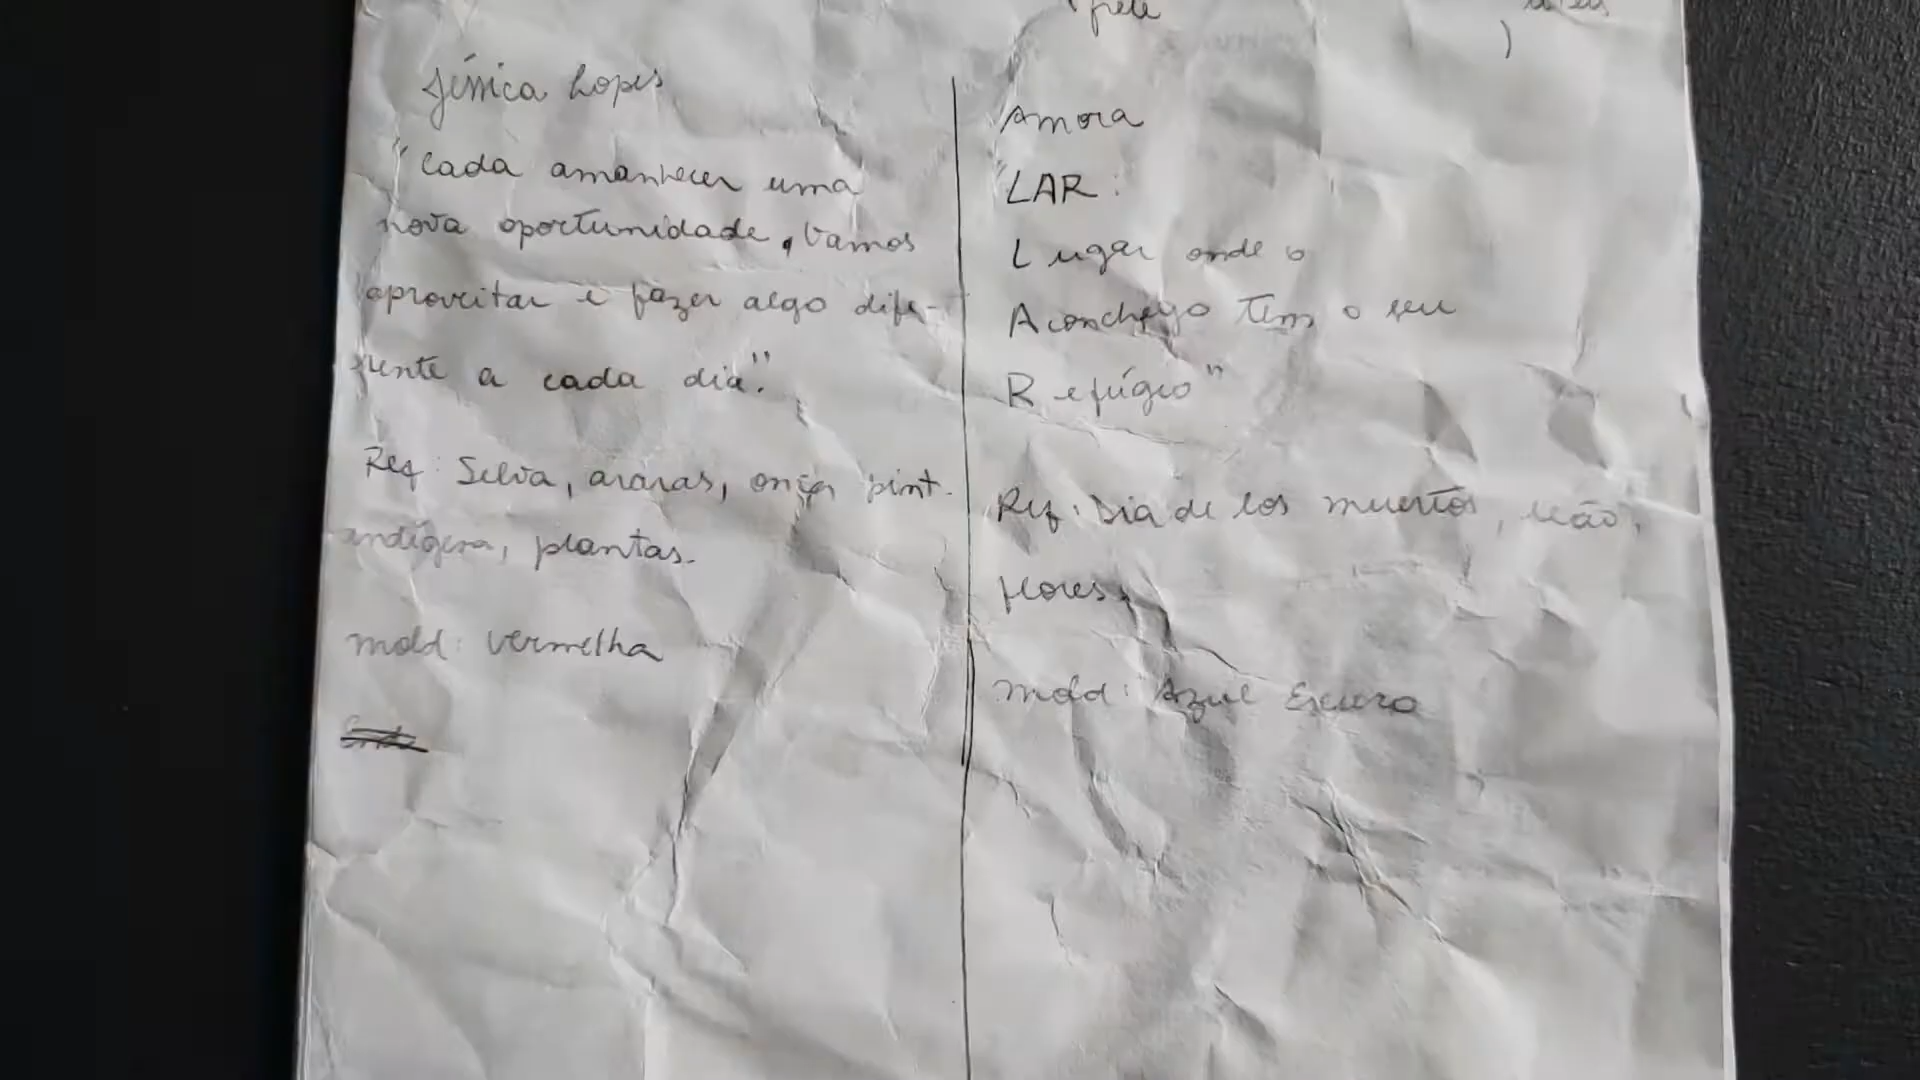 frete
)
Jéssica Lopes
"Cada amanhecer uma
nova oportunidade, Vamos
aproveitar e fazer algo dife-
rente a cada dia".
Ref: Selva, araras, onça pint.
indígena, plantas.
mold: vermelha
Amora
"LAR:
Lugar onde o
Aconchego tem o seu
Refúgio"
Ref: Dia de los muertos, leão,
flores,
mold: Azul Escuro